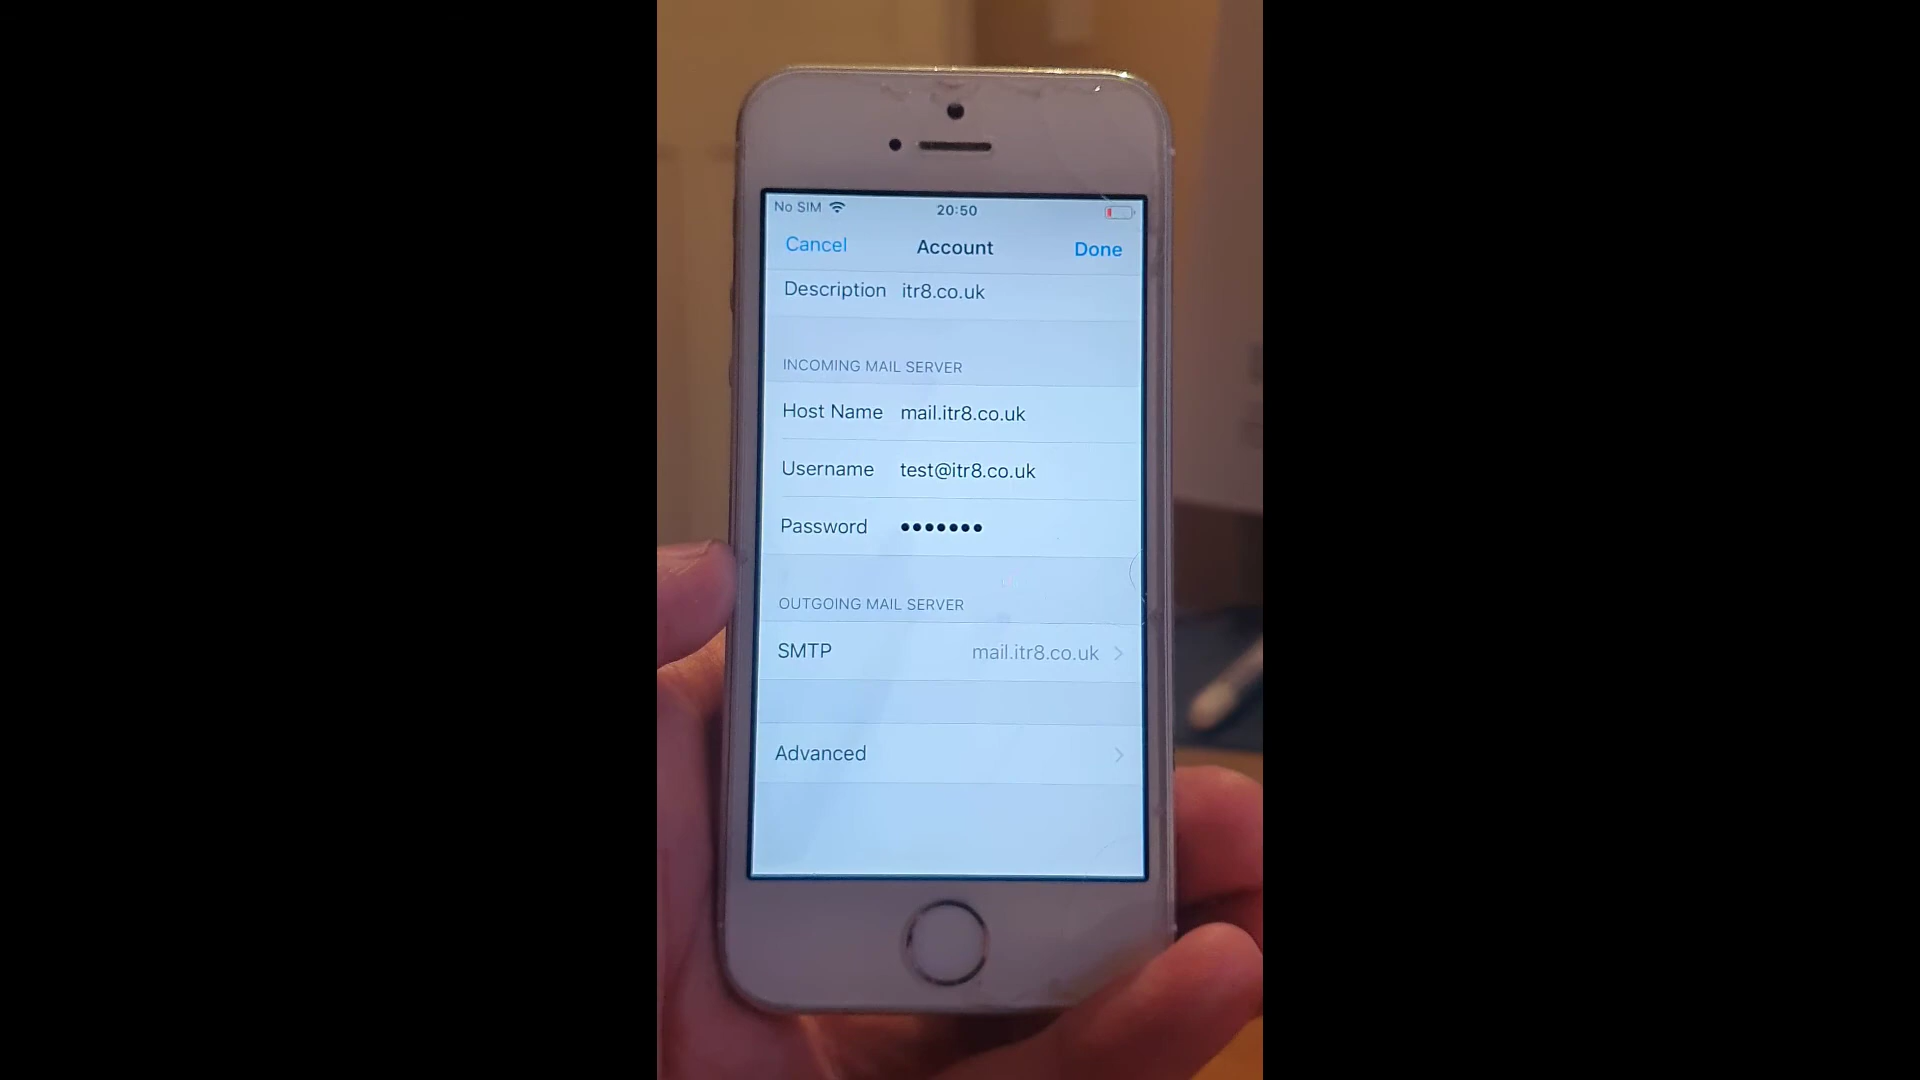 No SIM 20:50
Cancel Account Done
Description itr8.co.uk
INCOMING MAIL SERVER
Host Name mail.itr8.co.uk
Username test@itr8.co.uk
Password •••••••
OUTGOING MAIL SERVER
SMTP mail.itr8.co.uk
Advanced